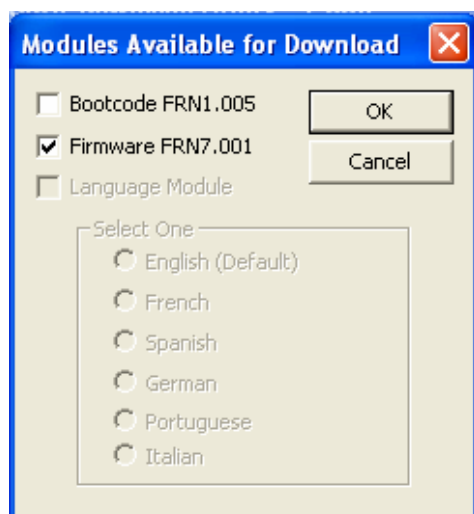 Modules Available for Download
Bootcode FRN1.005
OK
Firmware FRN7.001
Cancel
Language Module
Select One
English (Default)
French
Spanish
German
Portuguese
Italian